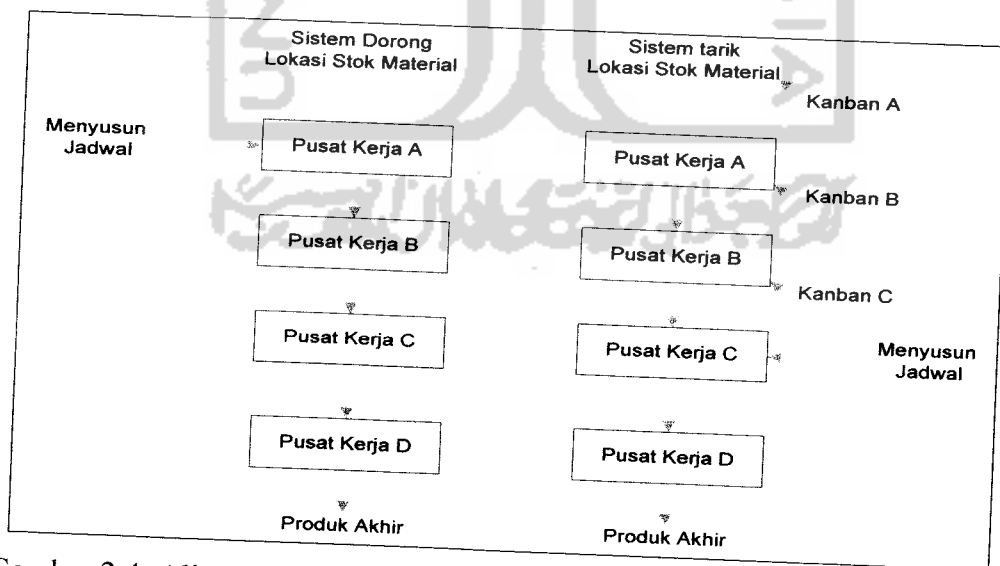 Sistem Dorong
Lokasi Stok Material
Menyusun
Jadwal
Pusat Kerja A
Pusat Kerja B
Pusat Kerja C
Pusat Kerja D
Produk Akhir
Sistem tarik
Lokasi Stok Material
Kanban A
Pusat Kerja A
Kanban B
Pusat Kerja B
Kanban C
Pusat Kerja C
Menyusun
Jadwal
Pusat Kerja D
Produk Akhir